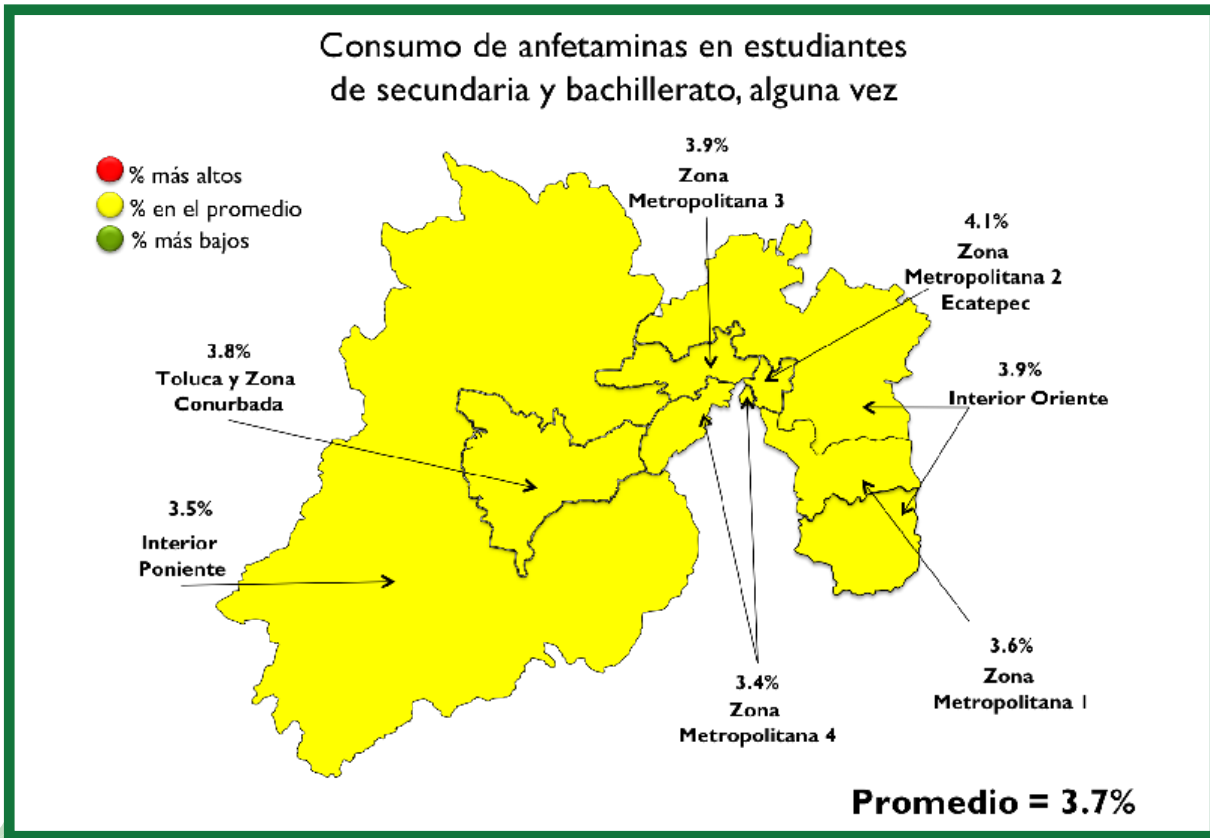 Consumo de anfetaminas en estudiantes
de secundaria y bachillerato, alguna vez
% más altos
% en el promedio
% más bajos
3.9%
Zona
Metropolitana 3
4.1%
Zona
Metropolitana 2
Ecatepec
3.8%
Toluca y Zona
Conurbada
3.9%
Interior Oriente
3.5%
Interior
Poniente
3.4%
Zona
Metropolitana 4
3.6%
Zona
Metropolitana 1
Promedio = 3.7%